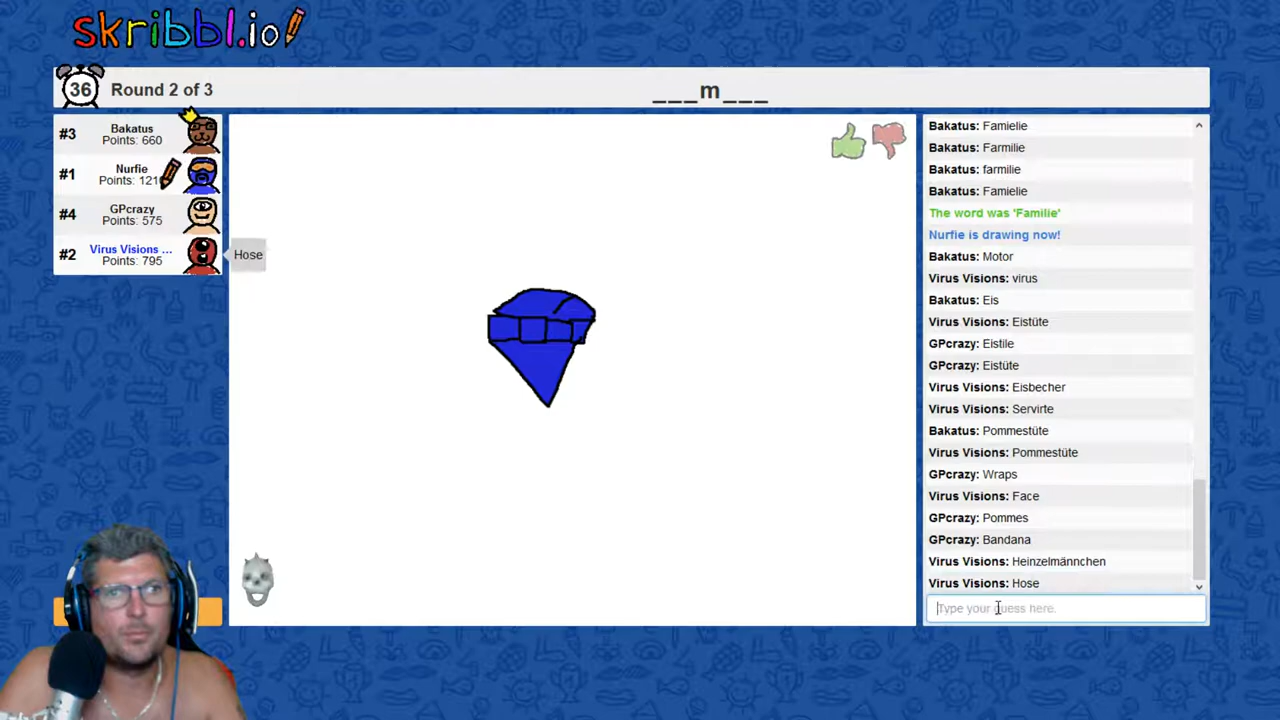 skribbl.io
36 Round 2 of 3
___m___
#3 Bakatus
Points: 660
#1 Nurfie
Points: 121
#4 GPcrazy
Points: 575
#2 Virus Visions ...
Points: 795
Hose
Bakatus: Famielie
Bakatus: Farmilie
Bakatus: farmilie
Bakatus: Famielie
The word was 'Familie'
Nurfie is drawing now!
Bakatus: Motor
Virus Visions: virus
Bakatus: Eis
Virus Visions: Eistüte
GPcrazy: Eistile
GPcrazy: Eistüte
Virus Visions: Eisbecher
Virus Visions: Servirte
Bakatus: Pommestüte
Virus Visions: Pommestüte
GPcrazy: Wraps
Virus Visions: Face
GPcrazy: Pommes
GPcrazy: Bandana
Virus Visions: Heinzelmännchen
Virus Visions: Hose
Type your guess here.